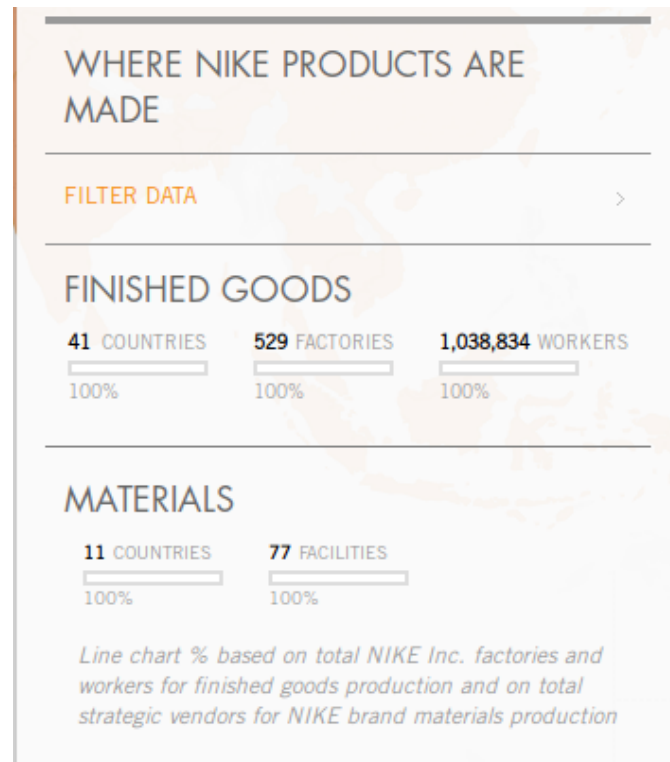 WHERE NIKE PRODUCTS ARE
MADE
FILTER DATA >
FINISHED GOODS
41 COUNTRIES 529 FACTORIES 1,038,834 WORKERS
100% 100% 100%
MATERIALS
11 COUNTRIES 77 FACILITIES
100% 100%
Line chart % based on total NIKE Inc. factories and
workers for finished goods production and on total
strategic vendors for NIKE brand materials production